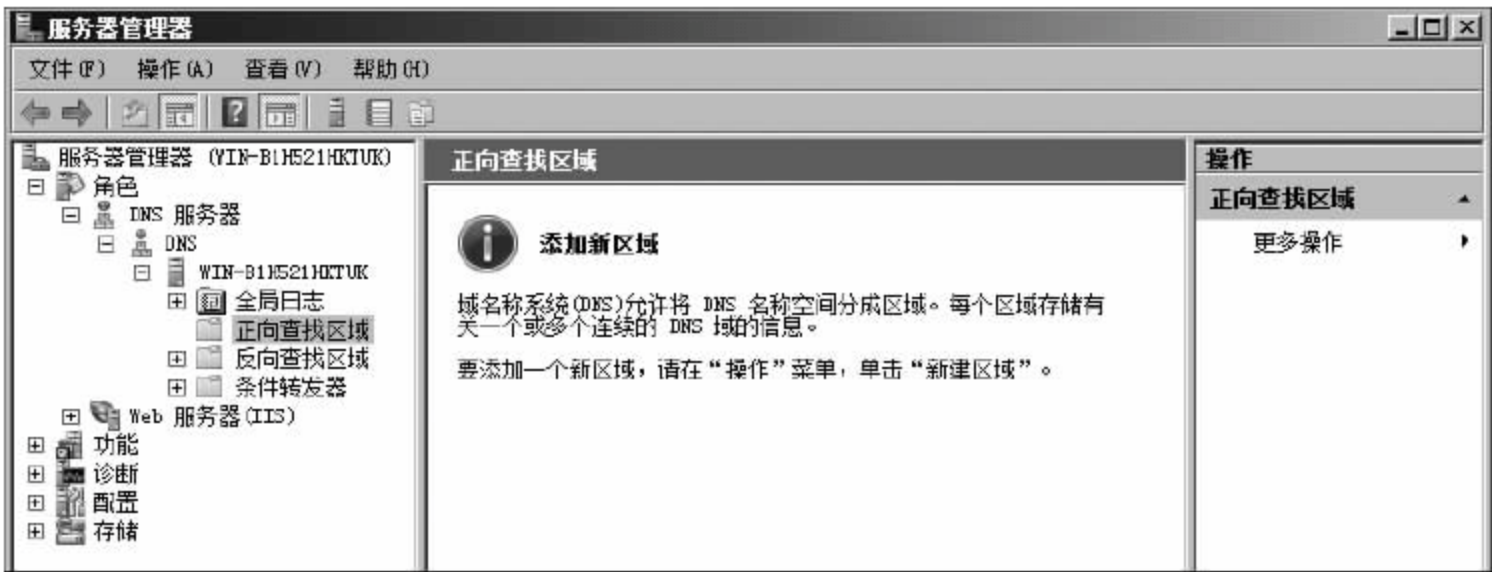 服务器管理器
文件(F) 操作(A) 查看(V) 帮助(H)
服务器管理器 (WIN-B1H521HKTUK)
角色
DNS 服务器
DNS
WIN-B1H521HKTUK
全局日志
正向查找区域
反向查找区域
条件转发器
Web 服务器(IIS)
功能
诊断
配置
存储
正向查找区域
添加新区域
域名称系统(DNS)允许将 DNS 名称空间分成区域。每个区域存储有
关一个或多个连续的 DNS 域的信息。
要添加一个新区域，请在“操作”菜单，单击“新建区域”。
操作
正向查找区域
更多操作